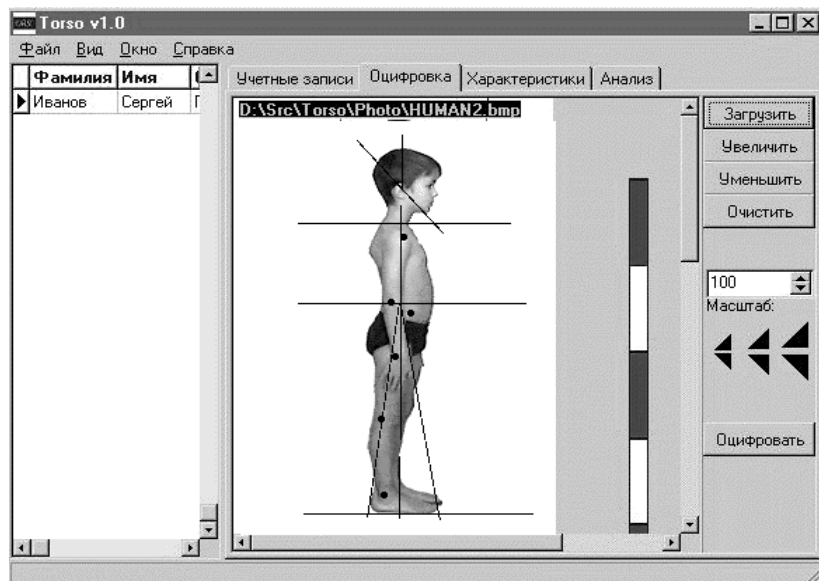 Torso v1.0
Файл Вид Окно Справка
Фамилия Имя
Иванов Сергей
Учетные записи Оцифровка Характеристики Анализ
D:\Src\Torso\Photo\HUMAN2.bmp
Загрузить
Увеличить
Уменьшить
Очистить
100
Масштаб:
Оцифровать